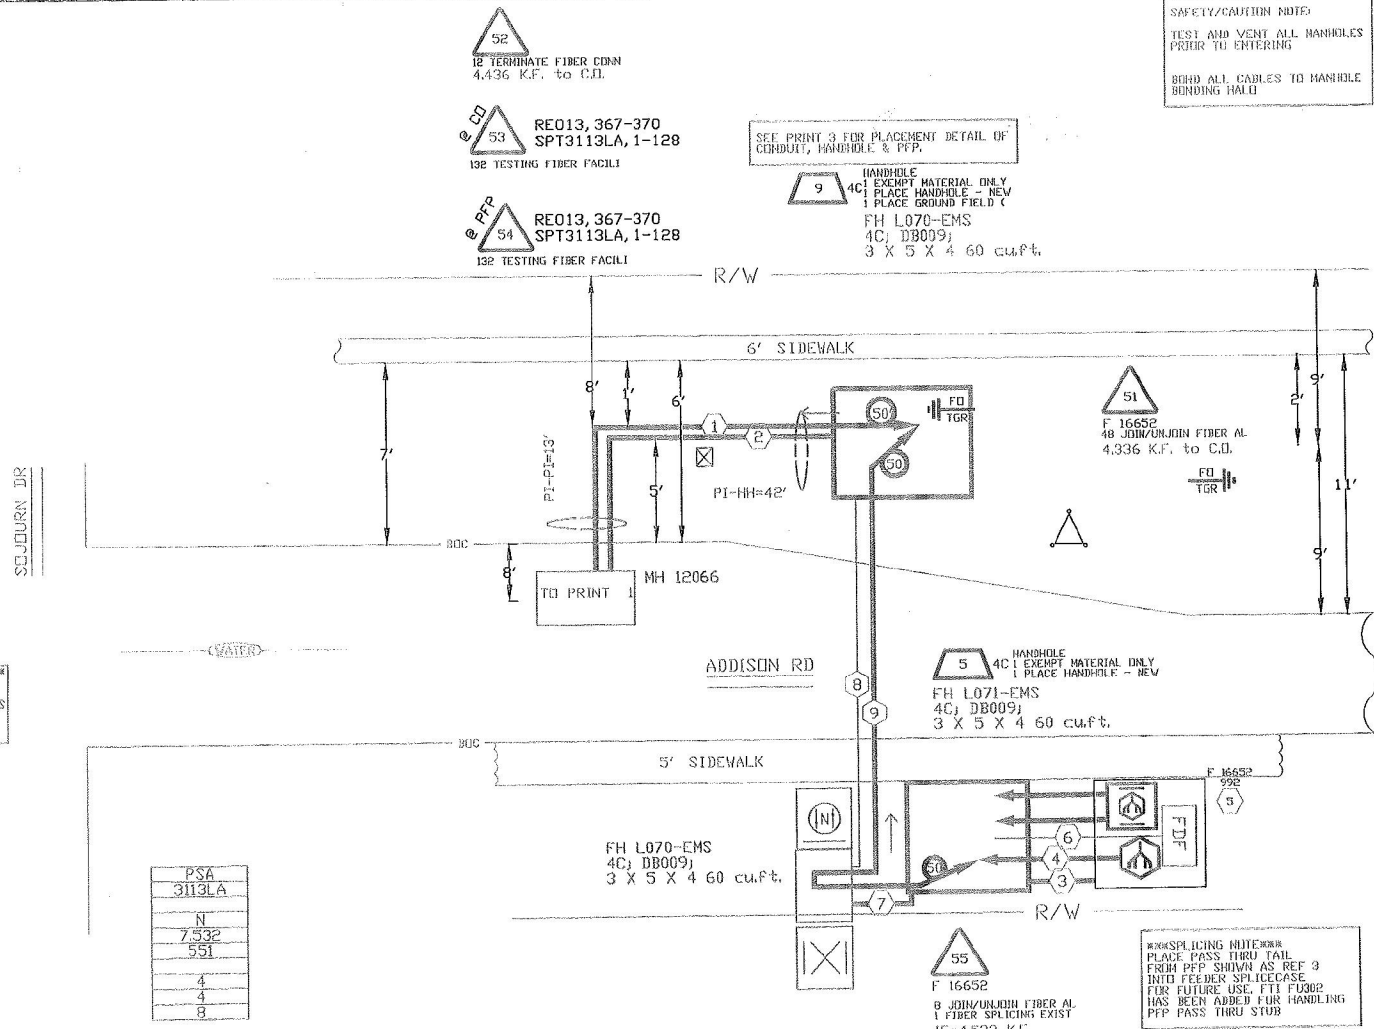 SAFETY/CAUTION NOTE:
TEST AND VENT ALL MANHOLES
PRIOR TO ENTERING
BOND ALL CABLES TO MANHOLE
BONDING HALO
52
12 TERMINATE FIBER CONN
4.436 K.F. to C.O.
@ CO
53
RE013, 367-370
SPT3113LA, 1-128
132 TESTING FIBER FACILI
@ PFP
54
RE013, 367-370
SPT3113LA, 1-128
132 TESTING FIBER FACILI
SEE PRINT 3 FOR PLACEMENT DETAIL OF
CONDUIT, HANDHOLE & PFP.
9
4C
HANDHOLE
1 EXEMPT MATERIAL ONLY
1 PLACE HANDHOLE - NEW
1 PLACE GROUND FIELD (
FH L070-EMS
4C; DB009;
3 X 5 X 4 60 cu.ft.
R/W
6' SIDEWALK
8'
1'
6'
7'
5'
PI-PI=13'
1
2
50'
50
FO
TGR
PI-HH=42'
51
F 16652
48 JOIN/UNJOIN FIBER AL
4.336 K.F. to C.O.
FO
TGR
9'
2'
11'
9'
SOJOURN DR
BOC
8'
TO PRINT 1
MH 12066
WATER
ADDISON RD
8
9
5
4C
HANDHOLE
1 EXEMPT MATERIAL ONLY
1 PLACE HANDHOLE - NEW
FH L071-EMS
4C; DB009;
3 X 5 X 4 60 cu.ft.
BOC
5' SIDEWALK
F 16652
992
5
N
FH L070-EMS
4C; DB009;
3 X 5 X 4 60 cu.ft.
50
6
4
3
7
FDF
R/W
PSA
3113LA
N
7.532
551
4
4
8
55
F 16652
8 JOIN/UNJOIN FIBER AL
1 FIBER SPLICING EXIST
***SPLICING NOTE***
PLACE PASS THRU TAIL
FROM PFP SHOWN AS REF 3
INTO FEEDER SPLICECASE
FOR FUTURE USE. FTI FU302
HAS BEEN ADDED FOR HANDLING
PFP PASS THRU STUB